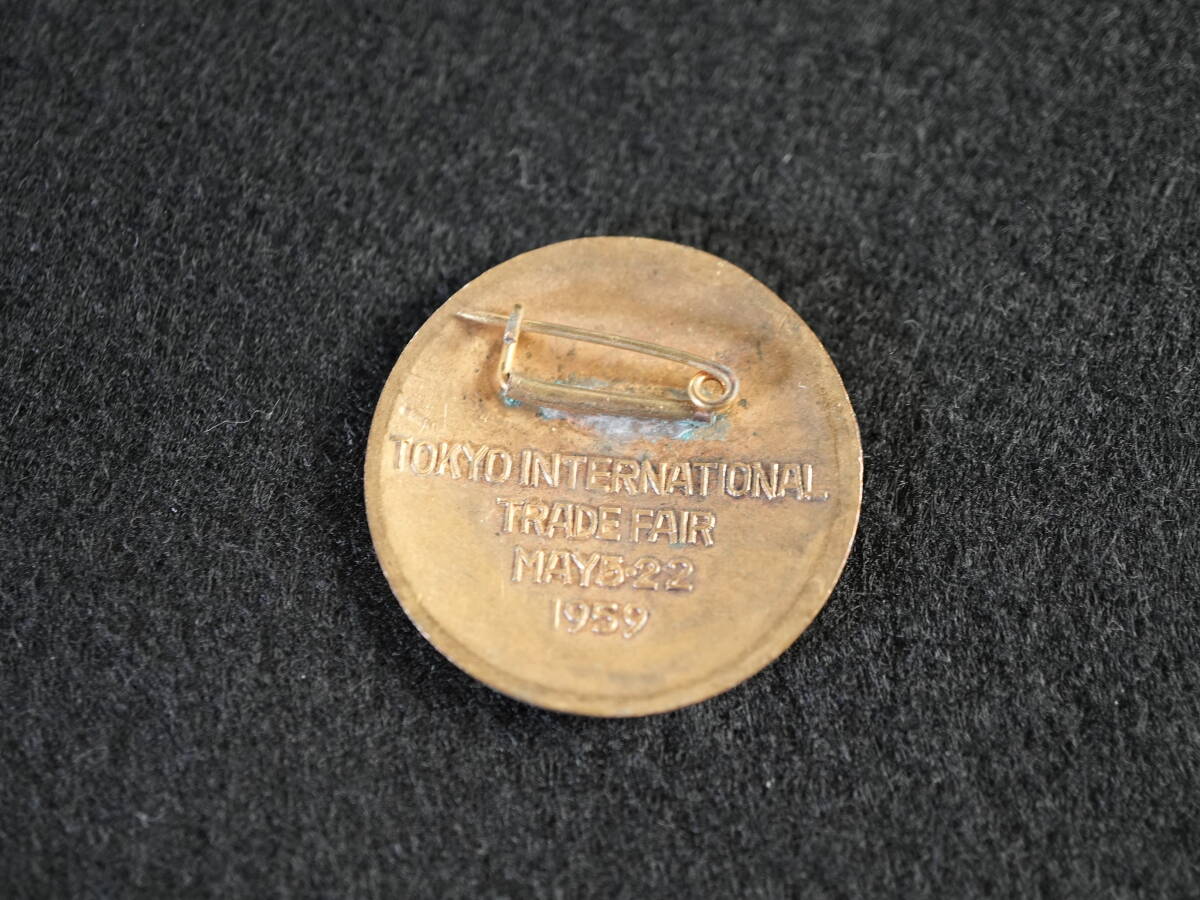 TOKYO INTERNATIONAL
TRADE FAIR
MAY5·22
1959